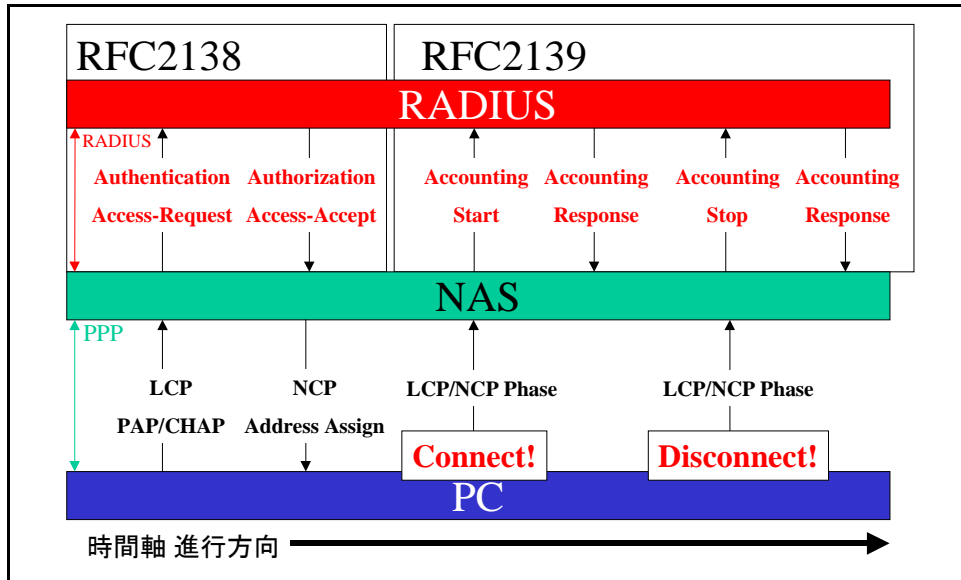 RFC2138
RFC2139
RADIUS
RADIUS
Authentication
Access-Request
Authorization
Access-Accept
Accounting
Start
Accounting
Response
Accounting
Stop
Accounting
Response
NAS
PPP
LCP
PAP/CHAP
NCP
Address Assign
LCP/NCP Phase
Connect!
LCP/NCP Phase
Disconnect!
PC
時間軸 進行方向